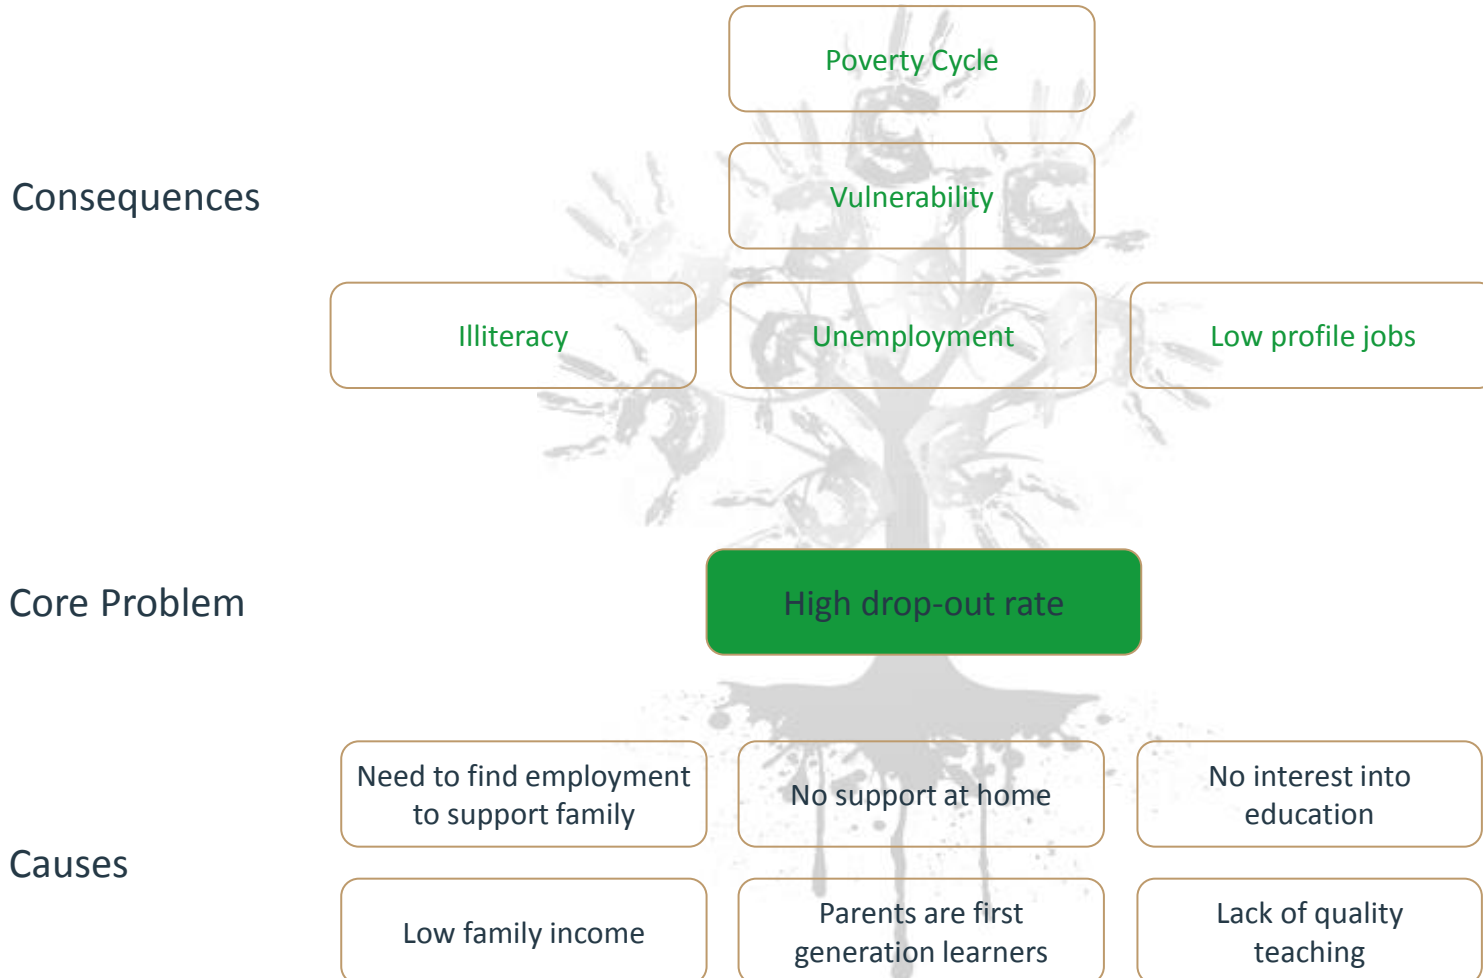 Poverty Cycle
Consequences
Vulnerability
Illiteracy
Unemployment
Low profile jobs
Core Problem
High drop-out rate
Causes
Need to find employment
to support family
No support at home
No interest into
education
Low family income
Parents are first
generation learners
Lack of quality
teaching